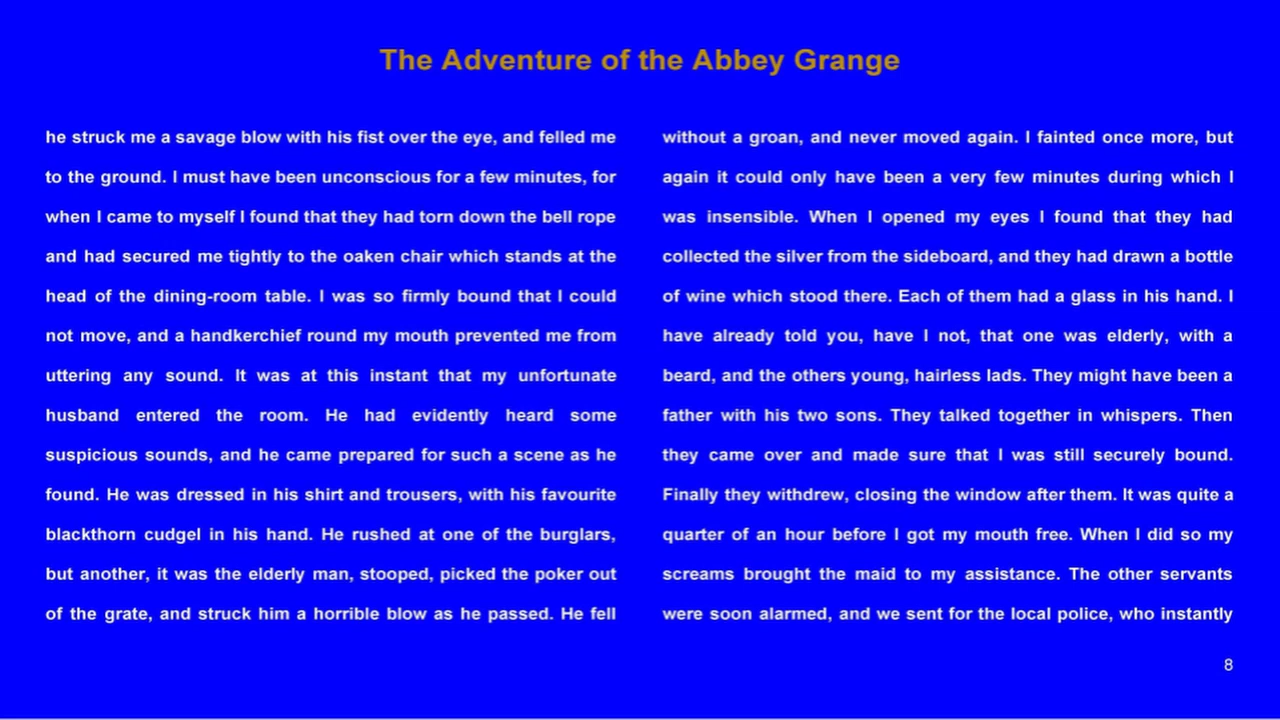 The Adventure of the Abbey Grange
he struck me a savage blow with his fist over the eye, and felled me
to the ground. I must have been unconscious for a few minutes, for
when I came to myself I found that they had torn down the bell rope
and had secured me tightly to the oaken chair which stands at the
head of the dining-room table. I was so firmly bound that I could
not move, and a handkerchief round my mouth prevented me from
uttering any sound. It was at this instant that my unfortunate
husband entered the room. He had evidently heard some
suspicious sounds, and he came prepared for such a scene as he
found. He was dressed in his shirt and trousers, with his favourite
blackthorn cudgel in his hand. He rushed at one of the burglars,
but another, it was the elderly man, stooped, picked the poker out
of the grate, and struck him a horrible blow as he passed. He fell
without a groan, and never moved again. I fainted once more, but
again it could only have been a very few minutes during which I
was insensible. When I opened my eyes I found that they had
collected the silver from the sideboard, and they had drawn a bottle
of wine which stood there. Each of them had a glass in his hand. I
have already told you, have I not, that one was elderly, with a
beard, and the others young, hairless lads. They might have been a
father with his two sons. They talked together in whispers. Then
they came over and made sure that I was still securely bound.
Finally they withdrew, closing the window after them. It was quite a
quarter of an hour before I got my mouth free. When I did so my
screams brought the maid to my assistance. The other servants
were soon alarmed, and we sent for the local police, who instantly
8